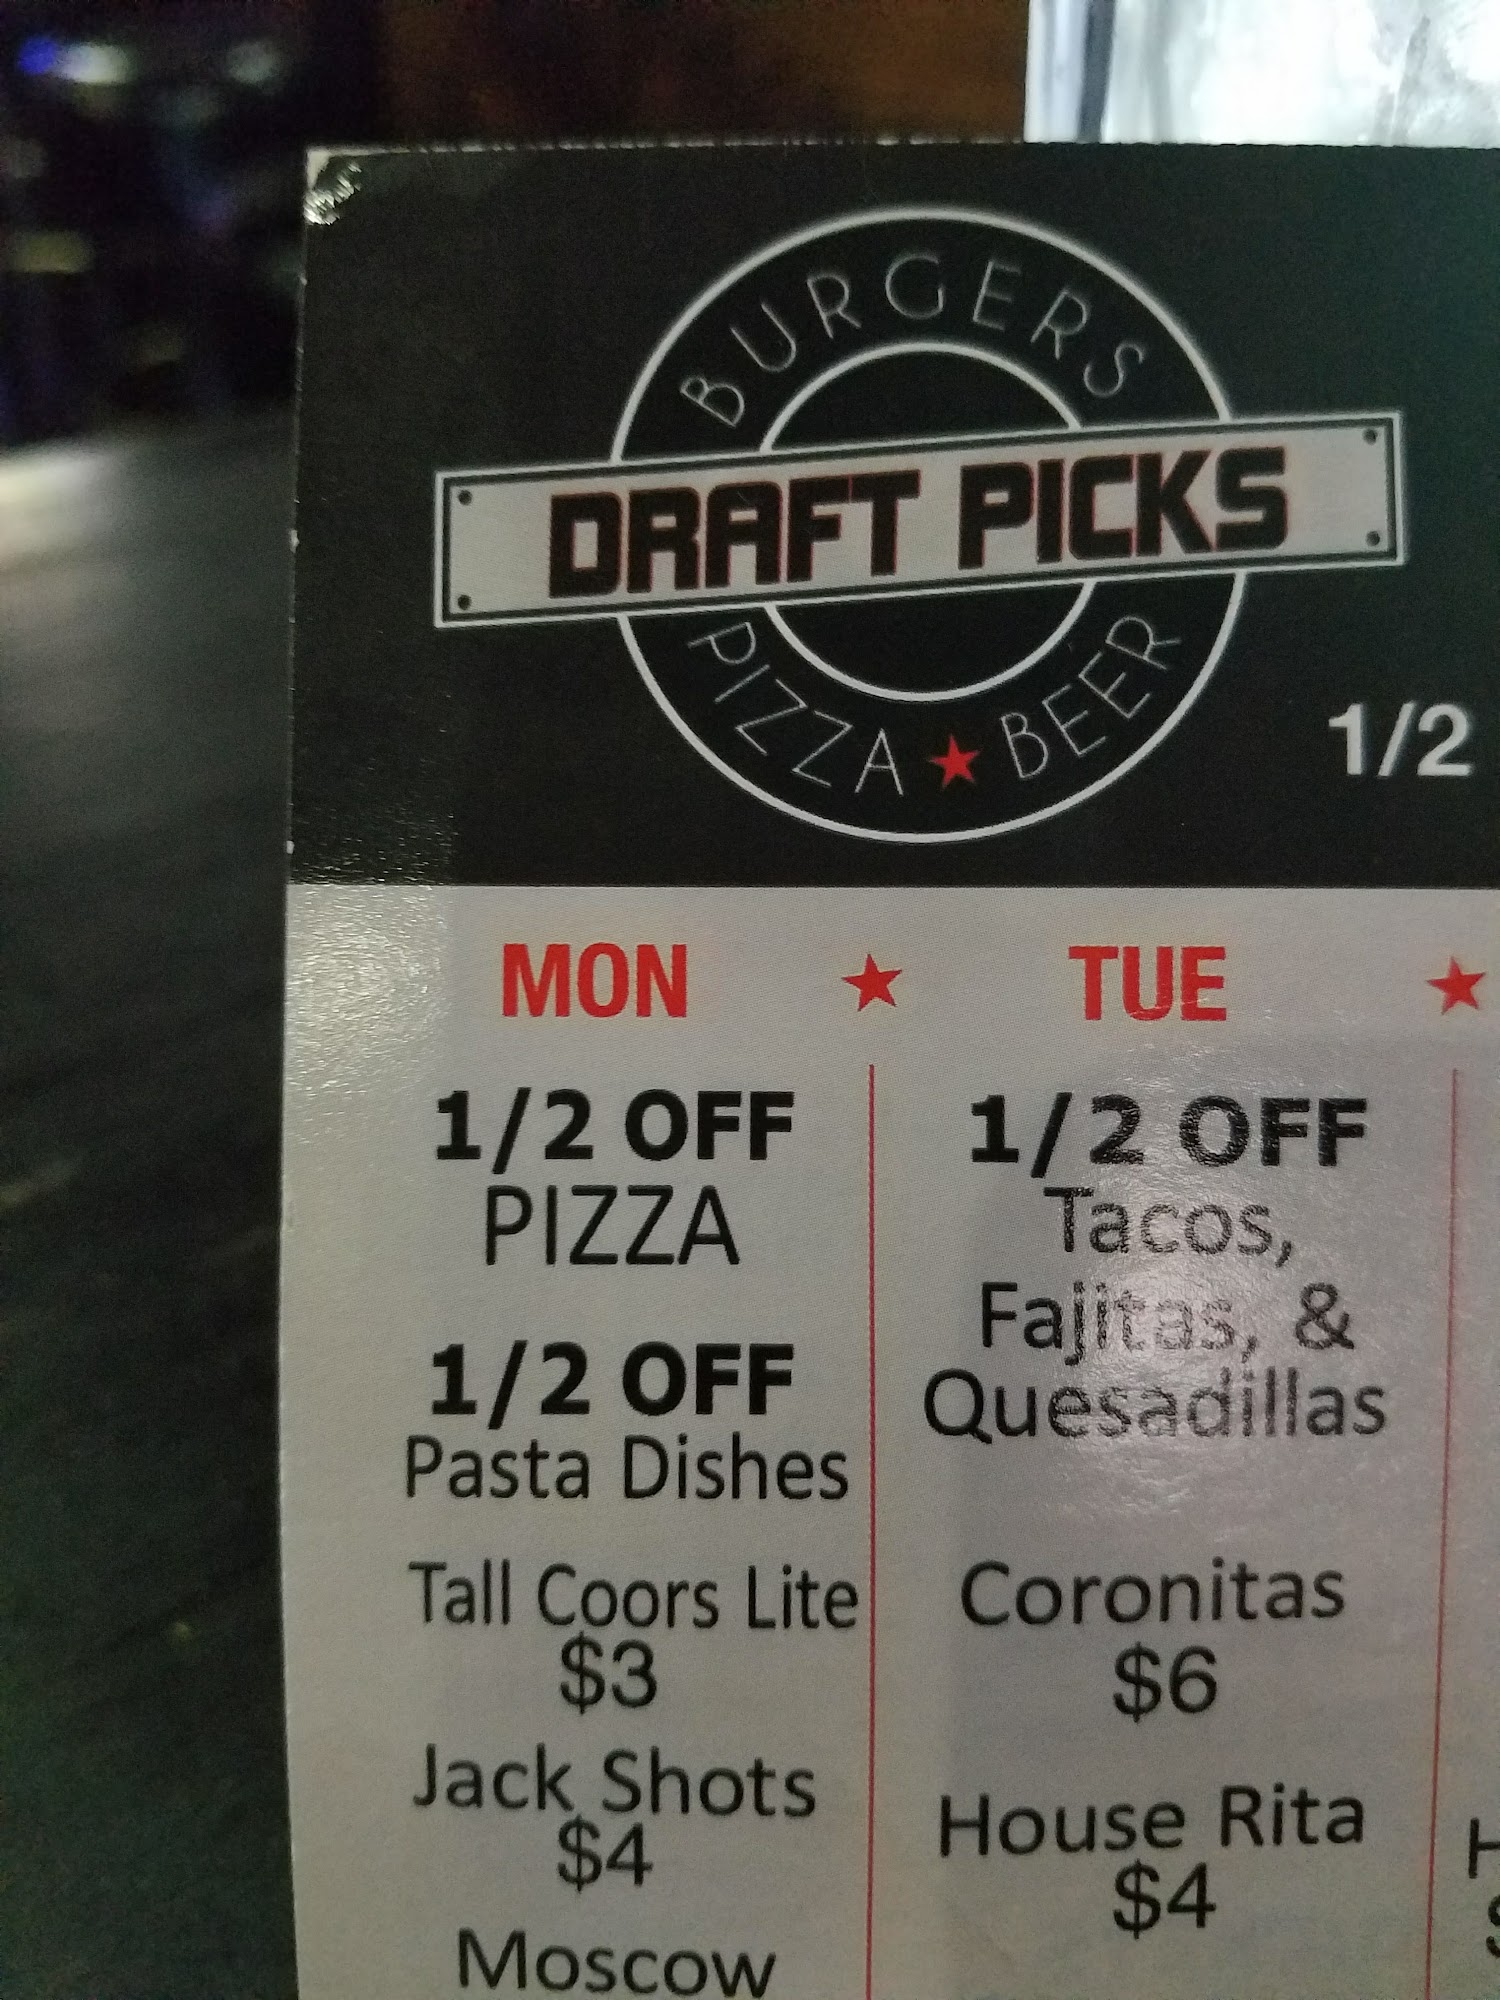 BURGERS
DRAFT PICKS
PIZZA ★ BEER
1/2
MON ★ TUE ★
1/2 OFF
PIZZA
1/2 OFF
Pasta Dishes
Tall Coors Lite
$3
Jack Shots
$4
Moscow
1/2 OFF
Tacos,
Fajitas, &
Quesadillas
Coronitas
$6
House Rita
$4
H